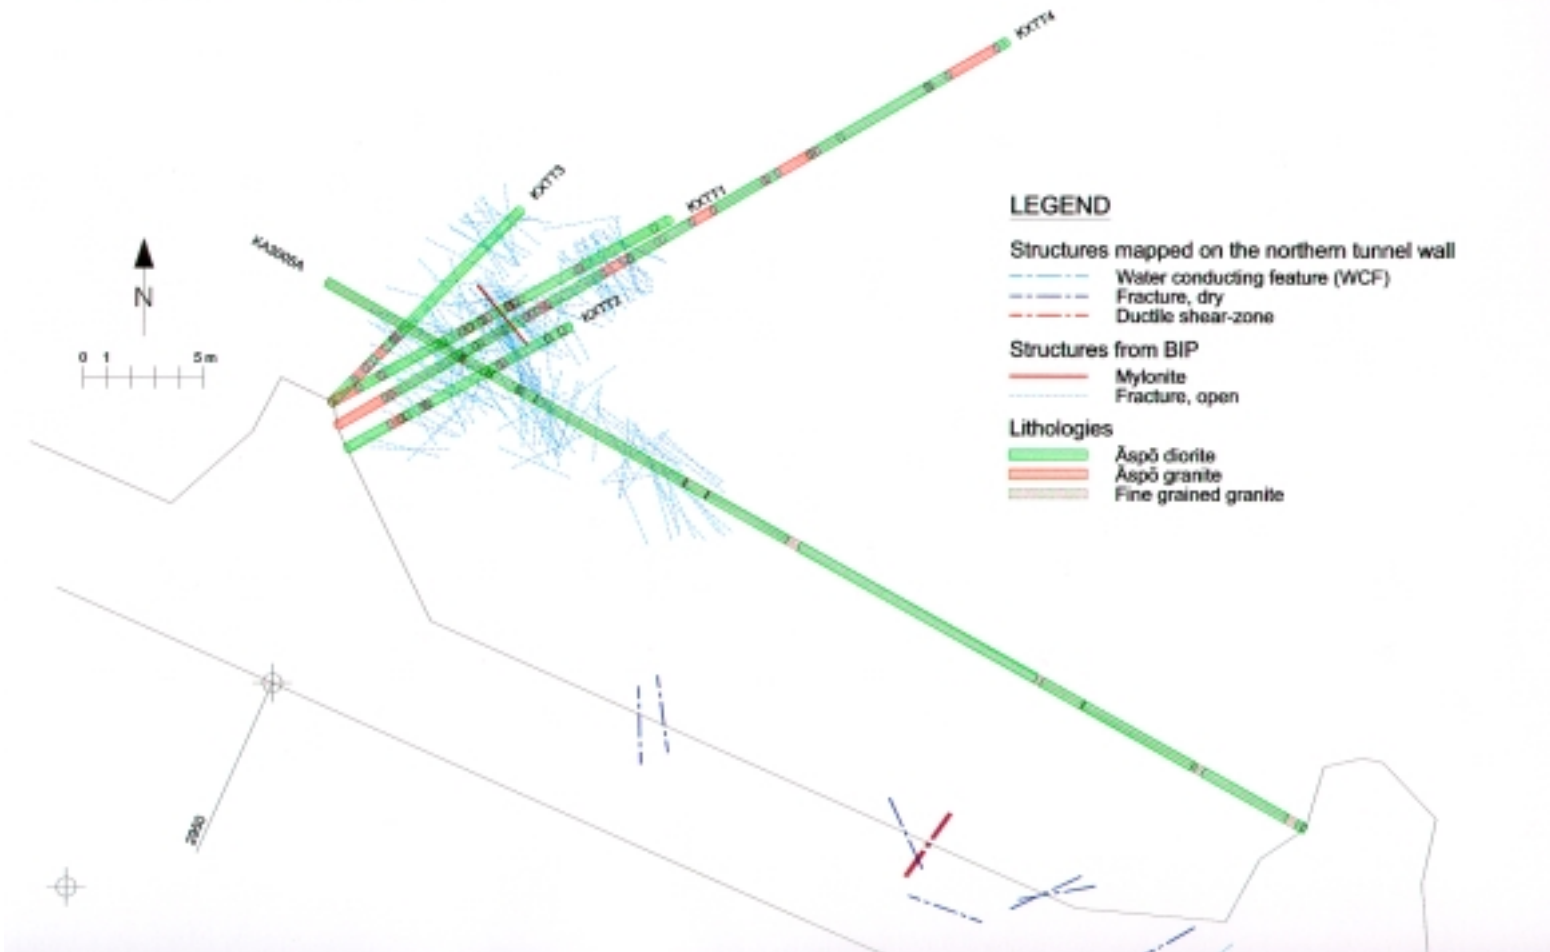 KXTT4
KXTT3
KXTT1
KA3005A
KXTT2
N
0 1 5 m
2950
LEGEND
Structures mapped on the northern tunnel wall
Water conducting feature (WCF)
Fracture, dry
Ductile shear-zone
Structures from BIP
Mylonite
Fracture, open
Lithologies
Äspö diorite
Äspö granite
Fine grained granite